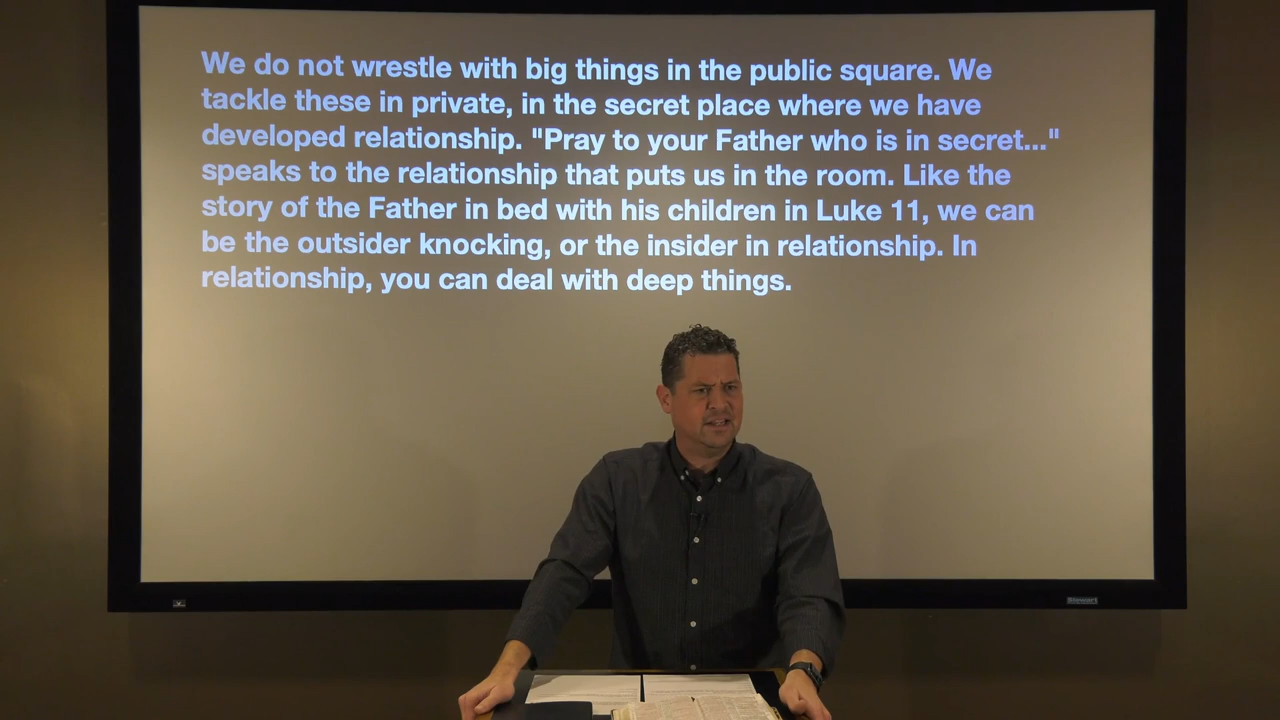 We do not wrestle with big things in the public square. We
tackle these in private, in the secret place where we have
developed relationship. "Pray to your Father who is in secret..."
speaks to the relationship that puts us in the room. Like the
story of the Father in bed with his children in Luke 11, we can
be the outsider knocking, or the insider in relationship. In
relationship, you can deal with deep things.
Stewart